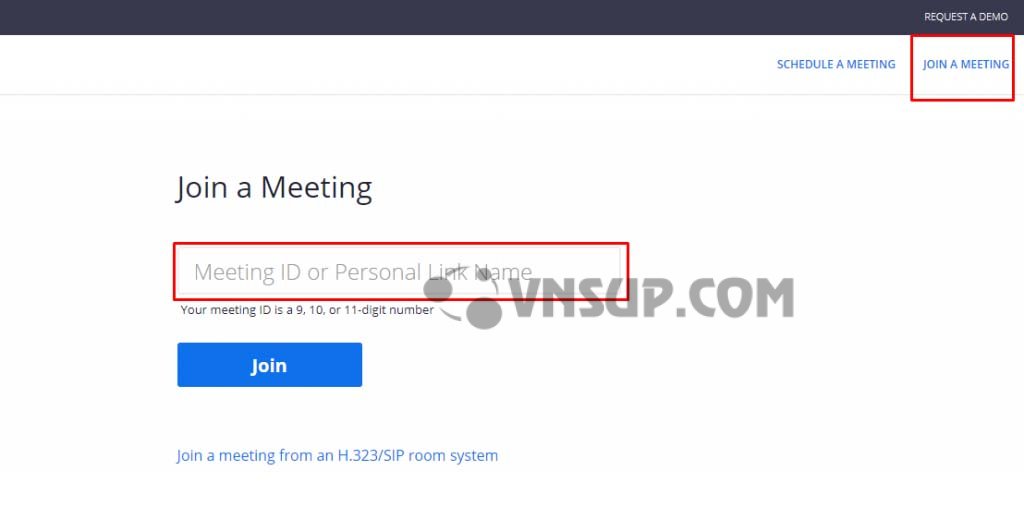 REQUEST A DEMO
SCHEDULE A MEETING JOIN A MEETING
Join a Meeting
Meeting ID or Personal Link Name
VNSUP.COM
Your meeting ID is a 9, 10, or 11-digit number
Join
Join a meeting from an H.323/SIP room system